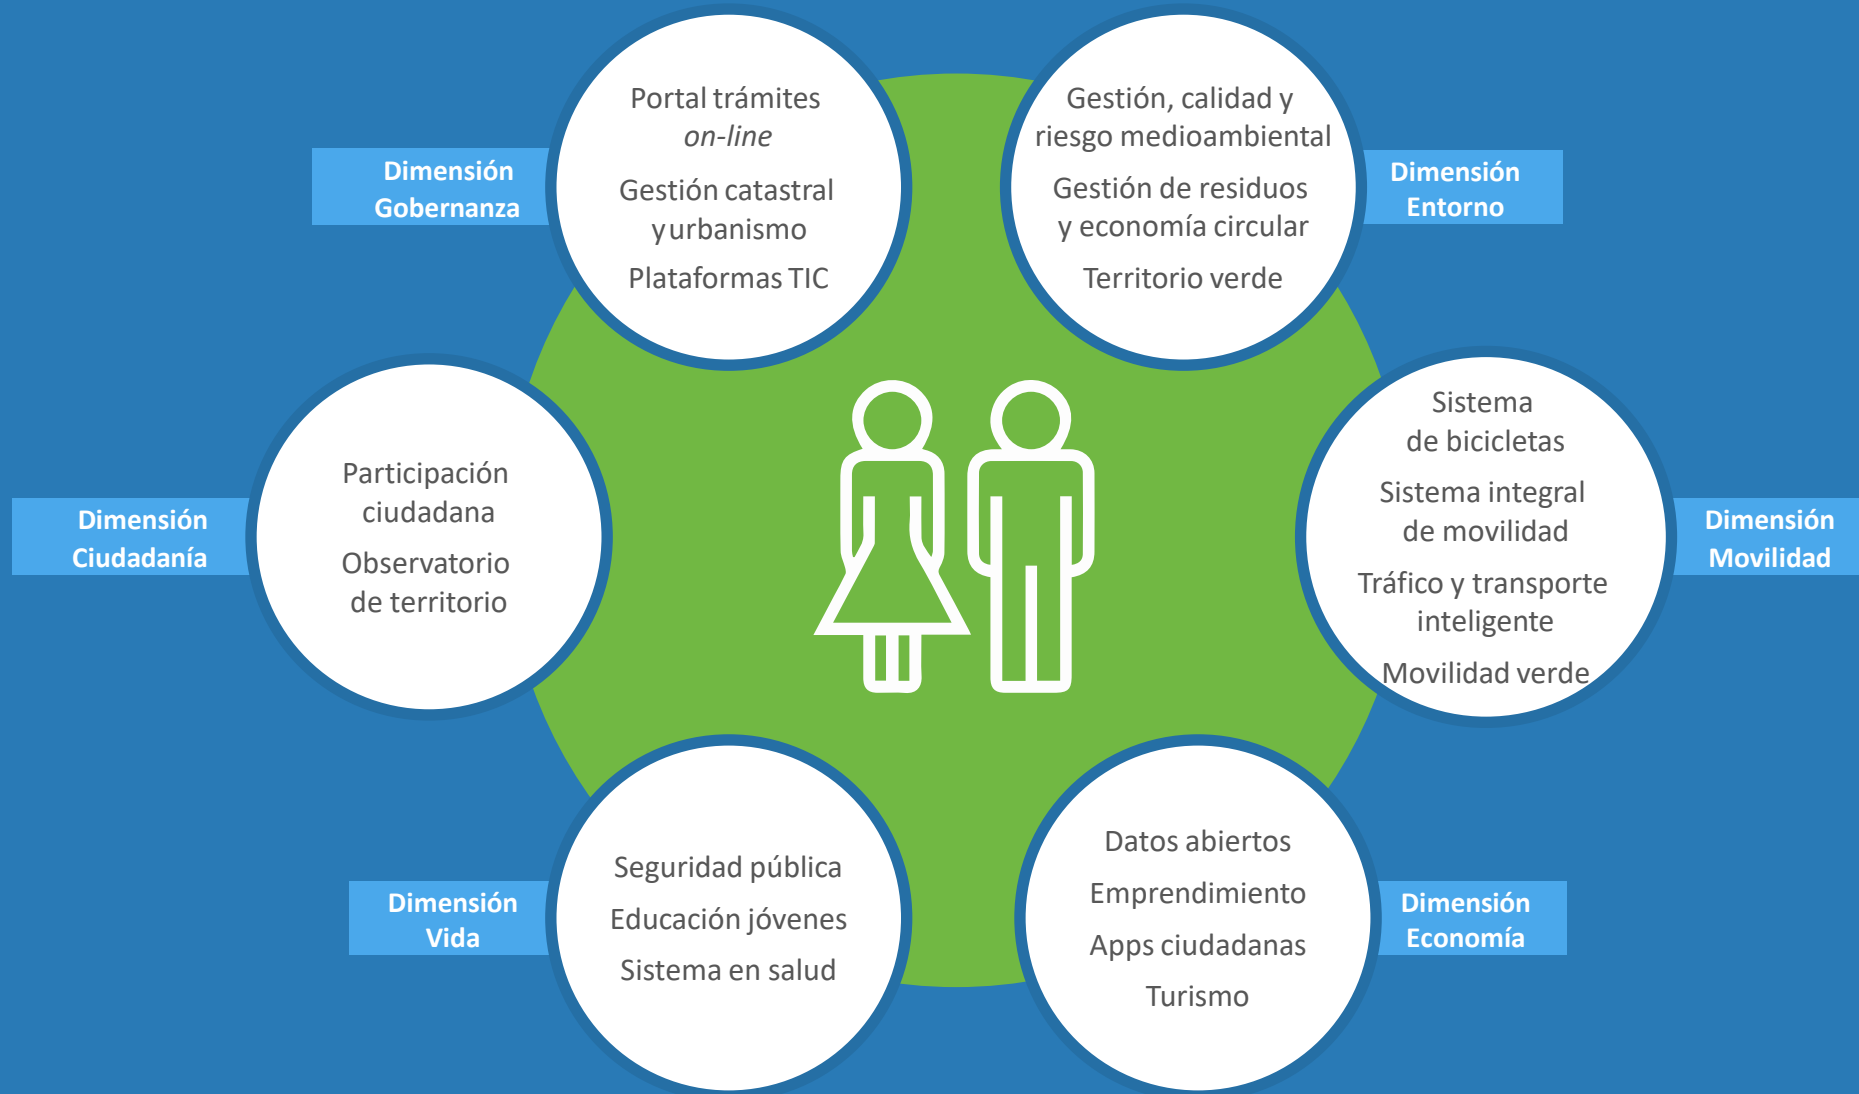 Dimensión
Gobernanza
Portal trámites
on-line
Gestión catastral
y urbanismo
Plataformas TIC
Gestión, calidad y
riesgo medioambiental
Gestión de residuos
y economía circular
Territorio verde
Dimensión
Entorno
Dimensión
Ciudadanía
Participación
ciudadana
Observatorio
de territorio
Sistema
de bicicletas
Sistema integral
de movilidad
Tráfico y transporte
inteligente
Movilidad verde
Dimensión
Movilidad
Dimensión
Vida
Seguridad pública
Educación jóvenes
Sistema en salud
Datos abiertos
Emprendimiento
Apps ciudadanas
Turismo
Dimensión
Economía